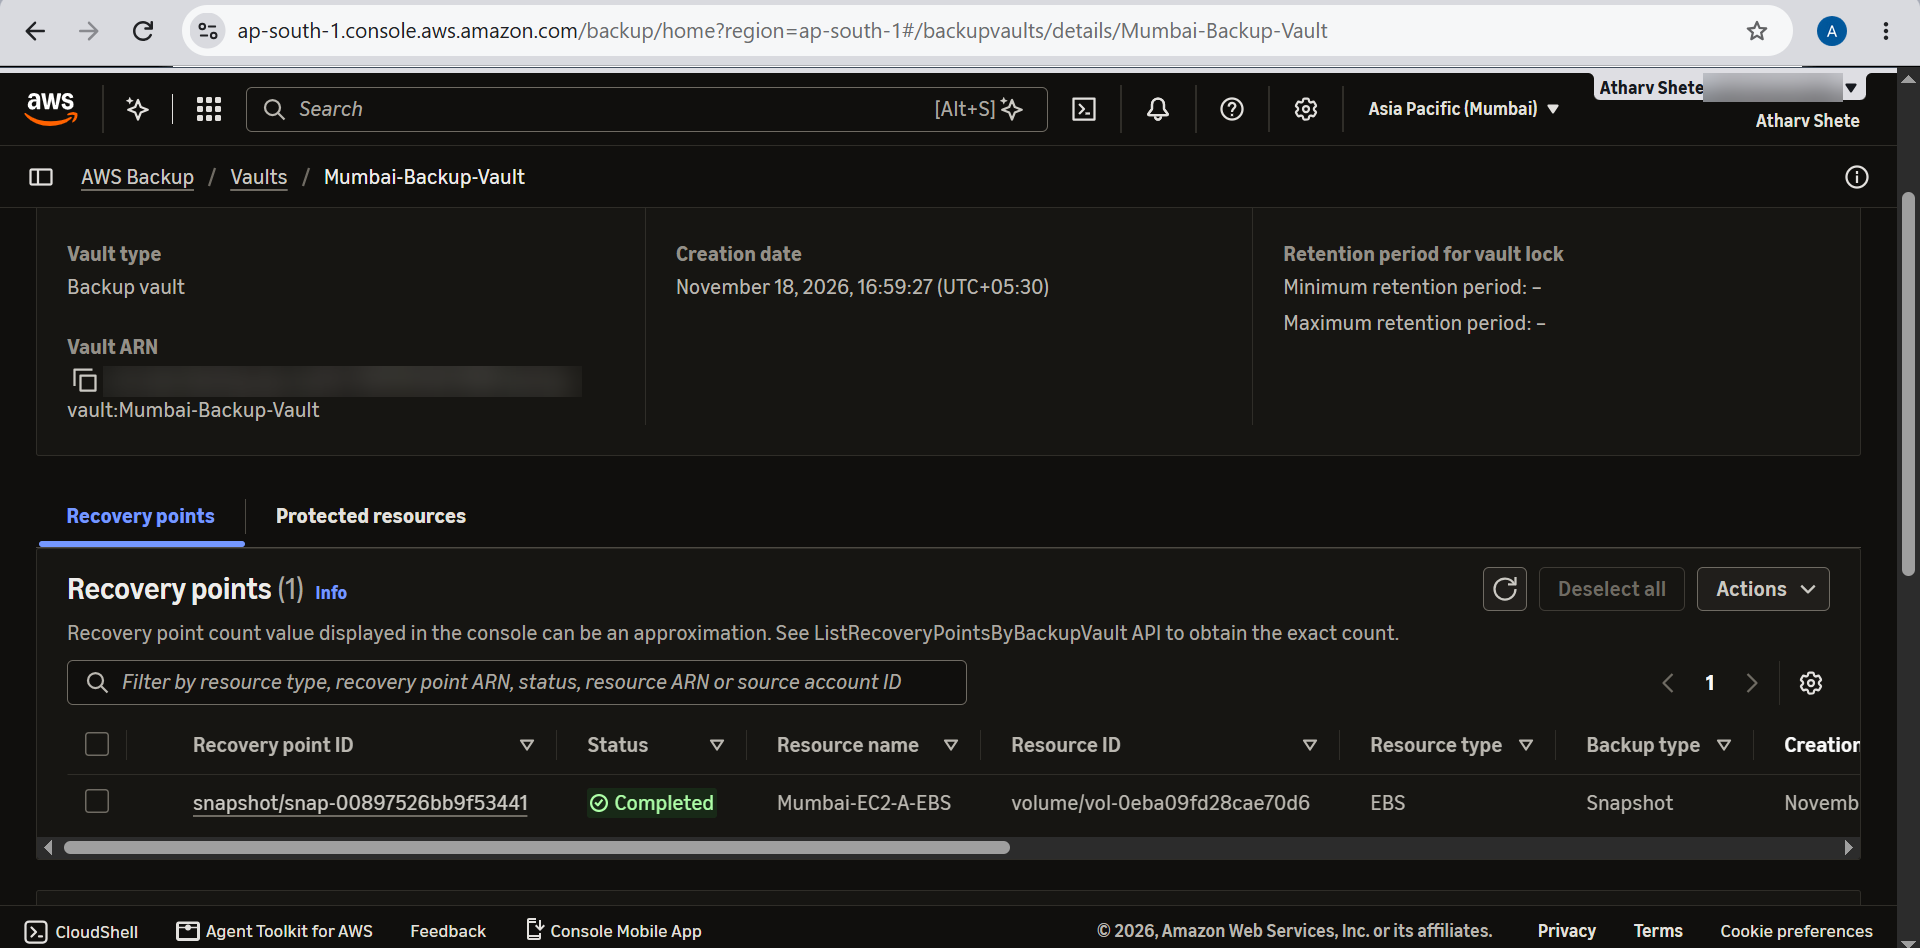 ap-south-1.console.aws.amazon.com/backup/home?region=ap-south-1#/backupvaults/details/Mumbai-Backup-Vault
A
aws
Search
[Alt+S]
Asia Pacific (Mumbai)
Atharv Shete
Atharv Shete
AWS Backup / Vaults / Mumbai-Backup-Vault
Vault type
Backup vault
Vault ARN
vault:Mumbai-Backup-Vault
Creation date
November 18, 2026, 16:59:27 (UTC+05:30)
Retention period for vault lock
Minimum retention period: –
Maximum retention period: –
Recovery points
Protected resources
Recovery points (1) Info
Deselect all
Actions
Recovery point count value displayed in the console can be an approximation. See ListRecoveryPointsByBackupVault API to obtain the exact count.
Filter by resource type, recovery point ARN, status, resource ARN or source account ID
1
Recovery point ID Status Resource name Resource ID Resource type Backup type Creation
snapshot/snap-00897526bb9f53441 Completed Mumbai-EC2-A-EBS volume/vol-0eba09fd28cae70d6 EBS Snapshot Novemb
CloudShell Agent Toolkit for AWS Feedback Console Mobile App © 2026, Amazon Web Services, Inc. or its affiliates. Privacy Terms Cookie preferences